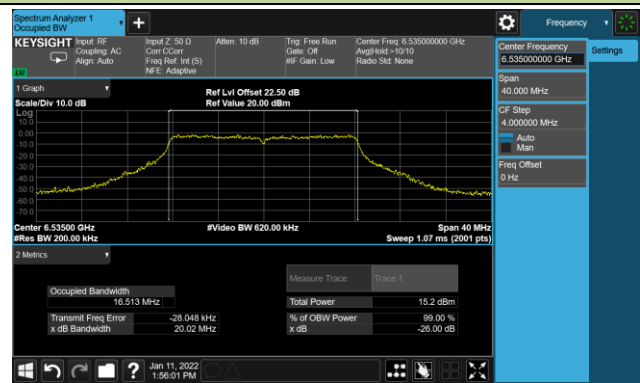 Spectrum Analyzer 1
Occupied BW
Frequency
KEYSIGHT
Input: RF
Coupling: AC
Align: Auto
Input Z: 50 Ω
Corr CCorr
Freq Ref: Int (S)
NFE: Adaptive
Atten: 10 dB
Trig: Free Run
Gate: Off
#IF Gain: Low
Center Freq: 6.535000000 GHz
Avg|Hold:>10/10
Radio Std: None
LV
Center Frequency
6.535000000 GHz
Settings
Span
40.000 MHz
CF Step
4.000000 MHz
Auto
Man
Freq Offset
0 Hz
1 Graph
Scale/Div 10.0 dB
Ref Lvl Offset 22.50 dB
Ref Value 20.00 dBm
Log
10.0
0.00
-10.0
-20.0
-30.0
-40.0
-50.0
-60.0
-70.0
Center 6.53500 GHz
#Video BW 620.00 kHz
Span 40 MHz
#Res BW 200.00 kHz
Sweep 1.07 ms (2001 pts)
2 Metrics
Measure Trace
Trace 1
Occupied Bandwidth
16.513 MHz
Total Power
15.2 dBm
Transmit Freq Error
-28.048 kHz
% of OBW Power
99.00 %
x dB Bandwidth
20.02 MHz
x dB
-26.00 dB
Jan 11, 2022
1:56:01 PM